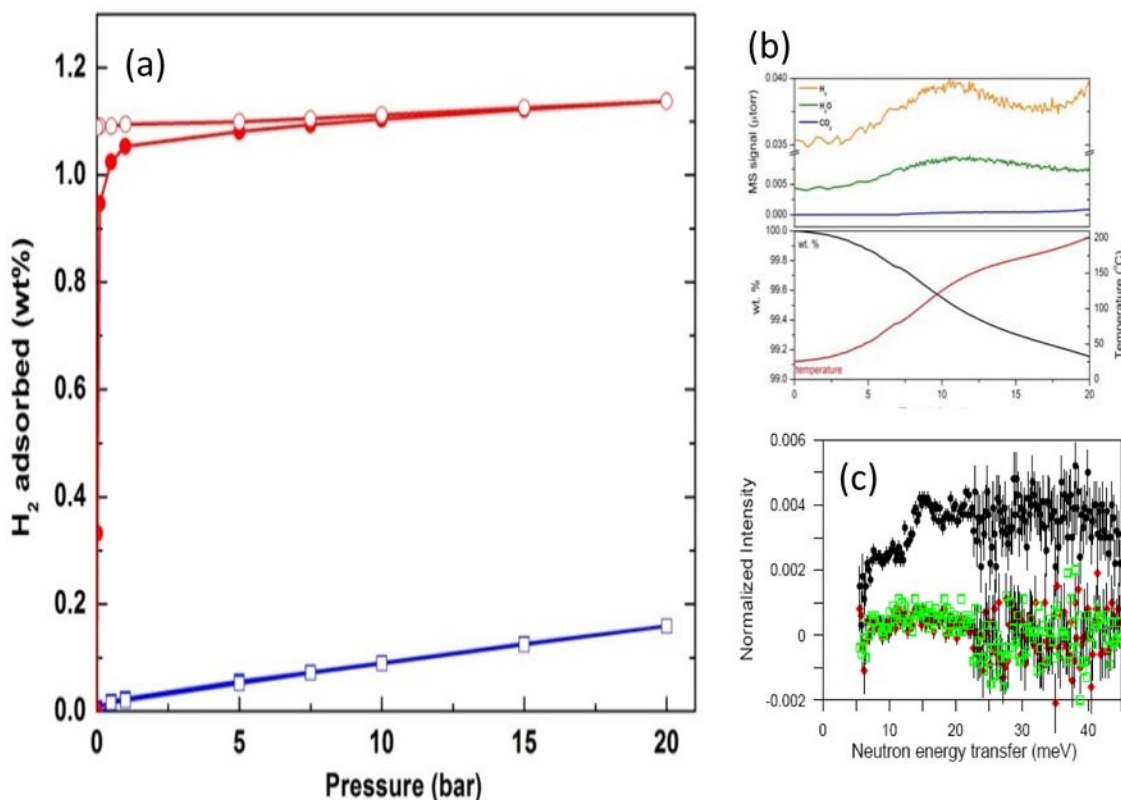 (a)
H₂ adsorbed (wt%)
1.2
1.0
0.8
0.6
0.4
0.2
0.0
0
5
10
15
20
Pressure (bar)
(b)
MS signal (μtorr)
0.040
0.035
0.005
0.000
H₂
H₂O
CO₂
wt. %
100.0
99.8
99.6
99.4
99.2
99.0
wt. %
temperature
200
150
100
50
0
Temperature (°C)
0
5
10
15
20
(c)
Normalized Intensity
0.006
0.004
0.002
0
-0.002
0
10
20
30
40
Neutron energy transfer (meV)